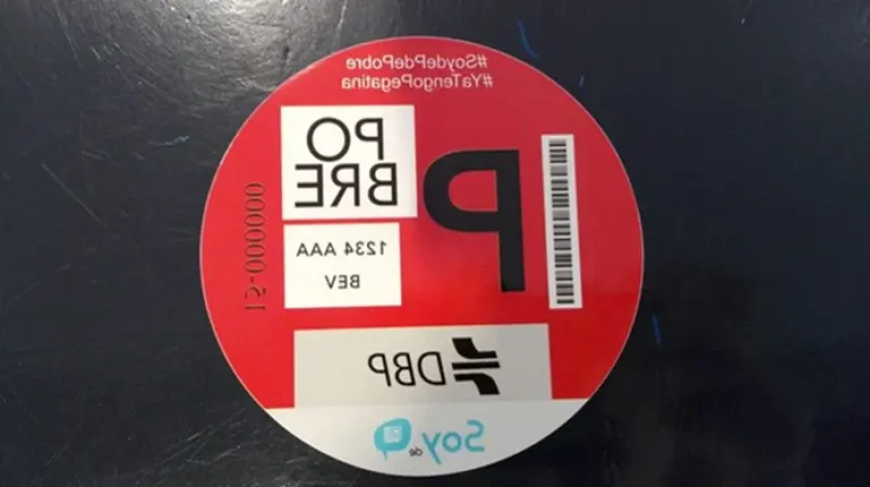 #SoydePdePobre
#YaTengoPegatina
PO
BRE
P
1234 AAA
BEV
15-000000
DBP
Soy de